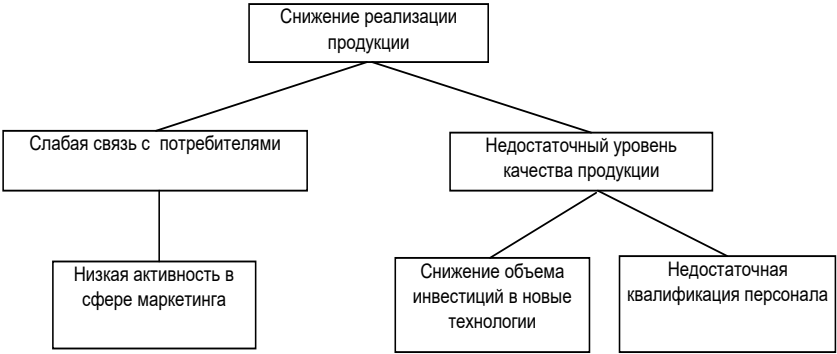 Снижение реализации
продукции
Слабая связь с потребителями
Недостаточный уровень
качества продукции
Низкая активность в
сфере маркетинга
Снижение объема
инвестиций в новые
технологии
Недостаточная
квалификация персонала